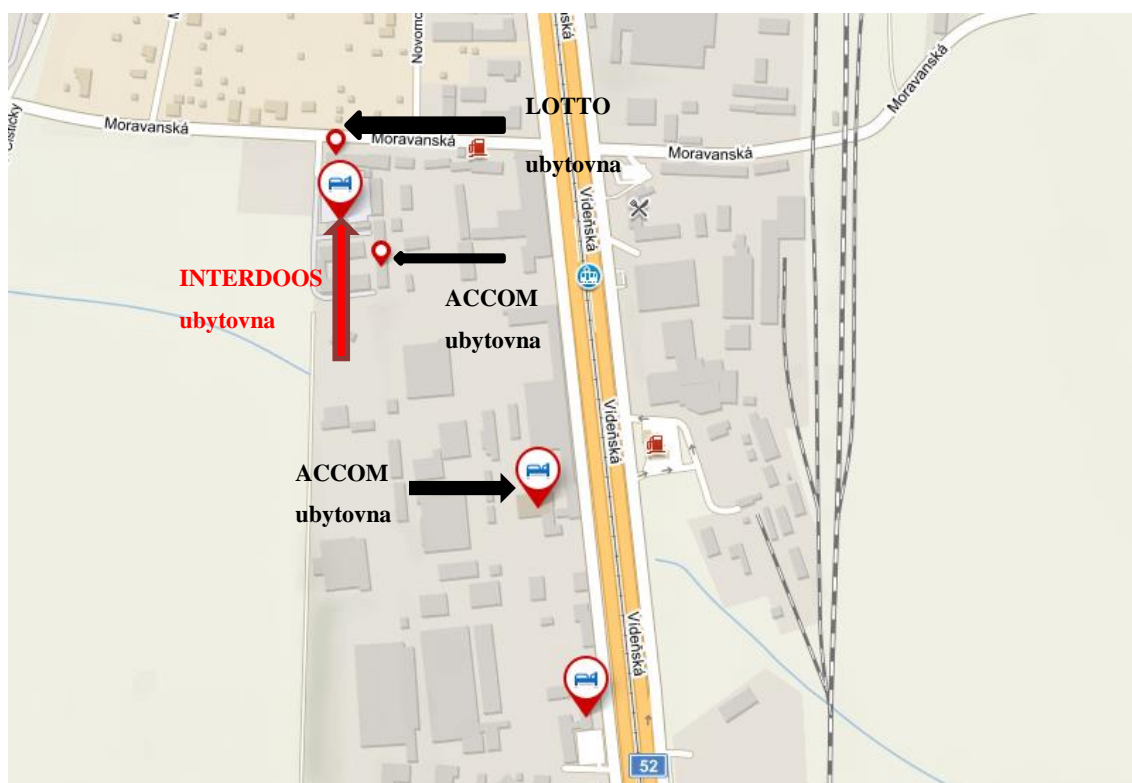 Novomo
LOTTO
ubytovna
Moravanská
Moravanská
Moravanská
Moravanská
Vídeňská
INTERDOOS
ubytovna
ACCOM
ubytovna
Vídeňská
ACCOM
ubytovna
Vídeňská
52